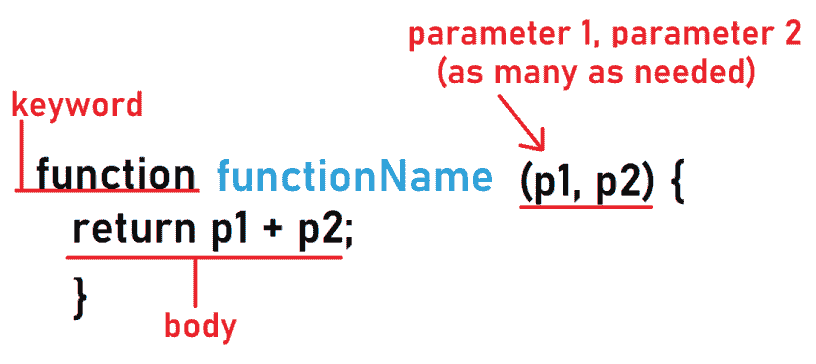 parameter 1, parameter 2
(as many as needed)
keyword
function functionName (p1, p2) {
return p1 + p2;
}
body